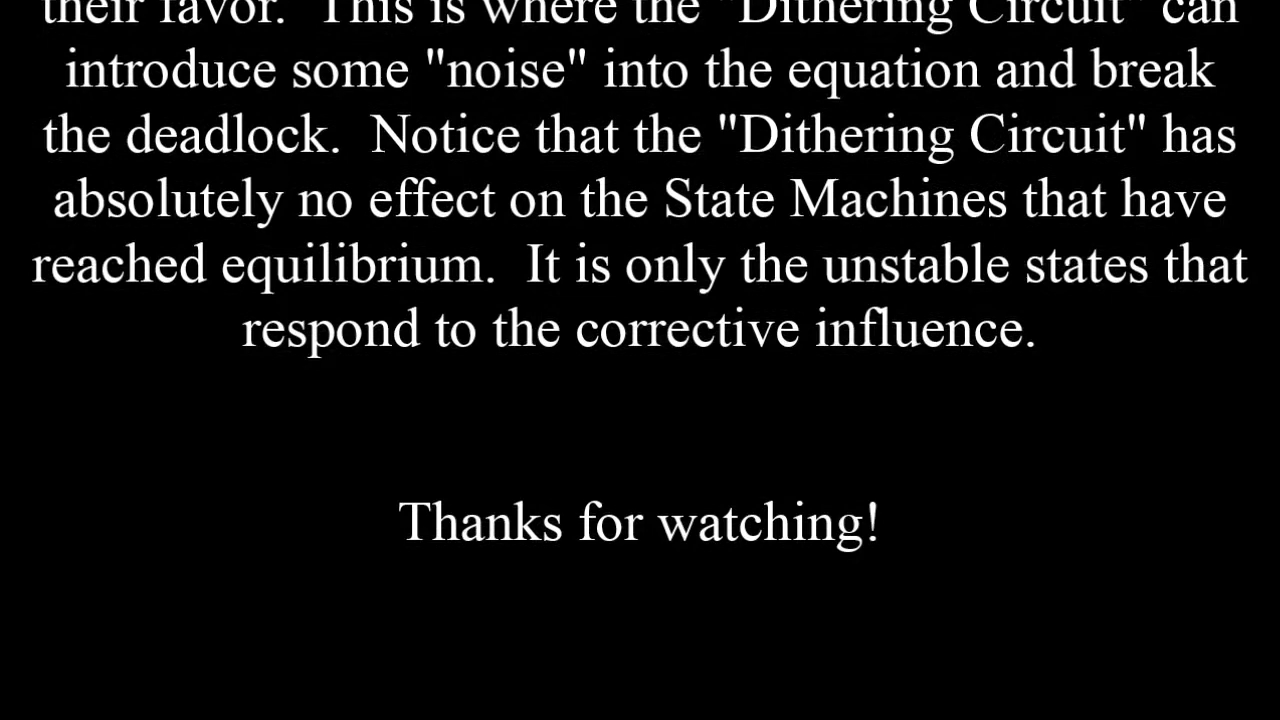 their favor.  This is where the "Dithering Circuit" can
introduce some "noise" into the equation and break
the deadlock.  Notice that the "Dithering Circuit" has
absolutely no effect on the State Machines that have
reached equilibrium.  It is only the unstable states that
respond to the corrective influence.
Thanks for watching!